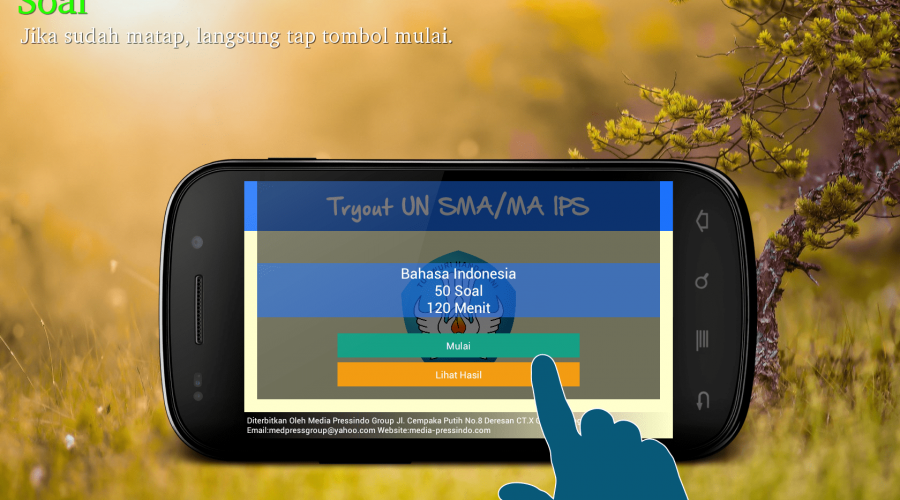 Soal
Jika sudah matap, langsung tap tombol mulai.
Tryout UN SMA/MA IPS
Bahasa Indonesia
50 Soal
120 Menit
Mulai
Lihat Hasil
Diterbitkan Oleh Media Pressindo Group Jl. Cempaka Putih No.8 Deresan CT.X
Email:medpressgroup@yahoo.com Website:media-pressindo.com